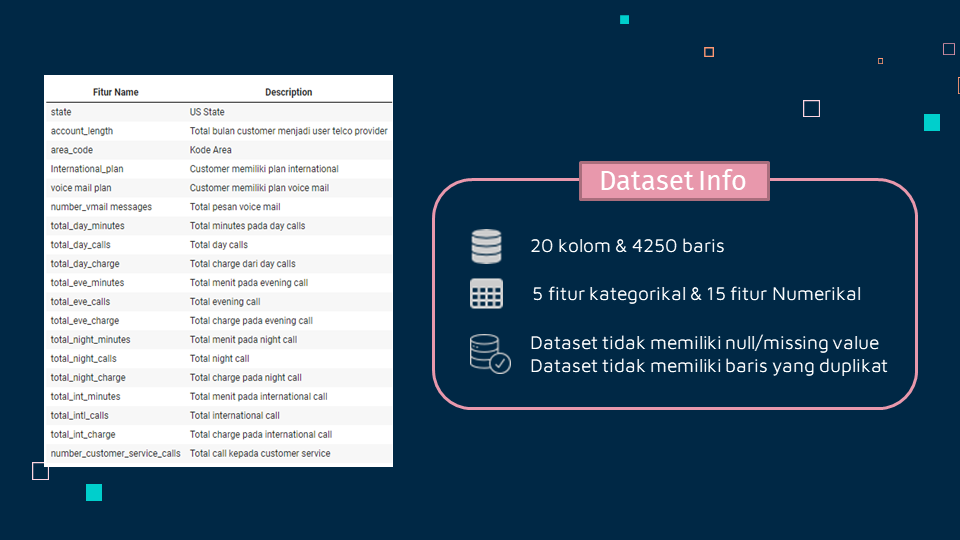 Fitur Name Description
state US State
account_length Total bulan customer menjadi user telco provider
area_code Kode Area
International_plan Customer memiliki plan international
voice mail plan Customer memiliki plan voice mail
number_vmail messages Total pesan voice mail
total_day_minutes Total minutes pada day calls
total_day_calls Total day calls
total_day_charge Total charge dari day calls
total_eve_minutes Total menit pada evening call
total_eve_calls Total evening call
total_eve_charge Total charge pada evening call
total_night_minutes Total menit pada night call
total_night_calls Total night call
total_night_charge Total charge pada night call
total_int_minutes Total menit pada international call
total_intl_calls Total international call
total_int_charge Total charge pada international call
number_customer_service_calls Total call kepada customer service
Dataset Info
20 kolom & 4250 baris
5 fitur kategorikal & 15 fitur Numerikal
Dataset tidak memiliki null/missing value
Dataset tidak memiliki baris yang duplikat